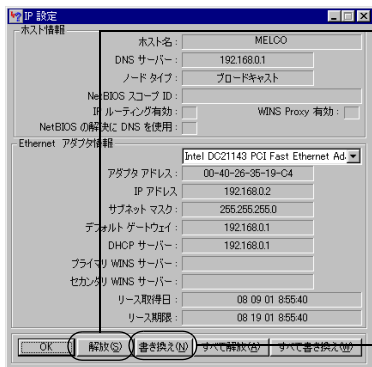 IP 設定
ホスト情報
ホスト名： MELCO
DNS サーバー： 192.168.0.1
ノード タイプ： ブロードキャスト
NetBIOS スコープ ID：
IP ルーティング有効： WINS Proxy 有効：
NetBIOS の解決に DNS を使用：
Ethernet アダプタ情報
Intel DC21143 PCI Fast Ethernet Ad
アダプタ アドレス： 00-40-26-35-19-C4
IP アドレス 192.168.0.2
サブネット マスク： 255.255.255.0
デフォルト ゲートウェイ： 192.168.0.1
DHCP サーバー： 192.168.0.1
プライマリ WINS サーバー：
セカンダリ WINS サーバー：
リース取得日： 08 09 01 8:55:40
リース期限： 08 19 01 8:55:40
OK 解放(S) 書き換え(N) すべて解放(A) すべて書き換え(W)